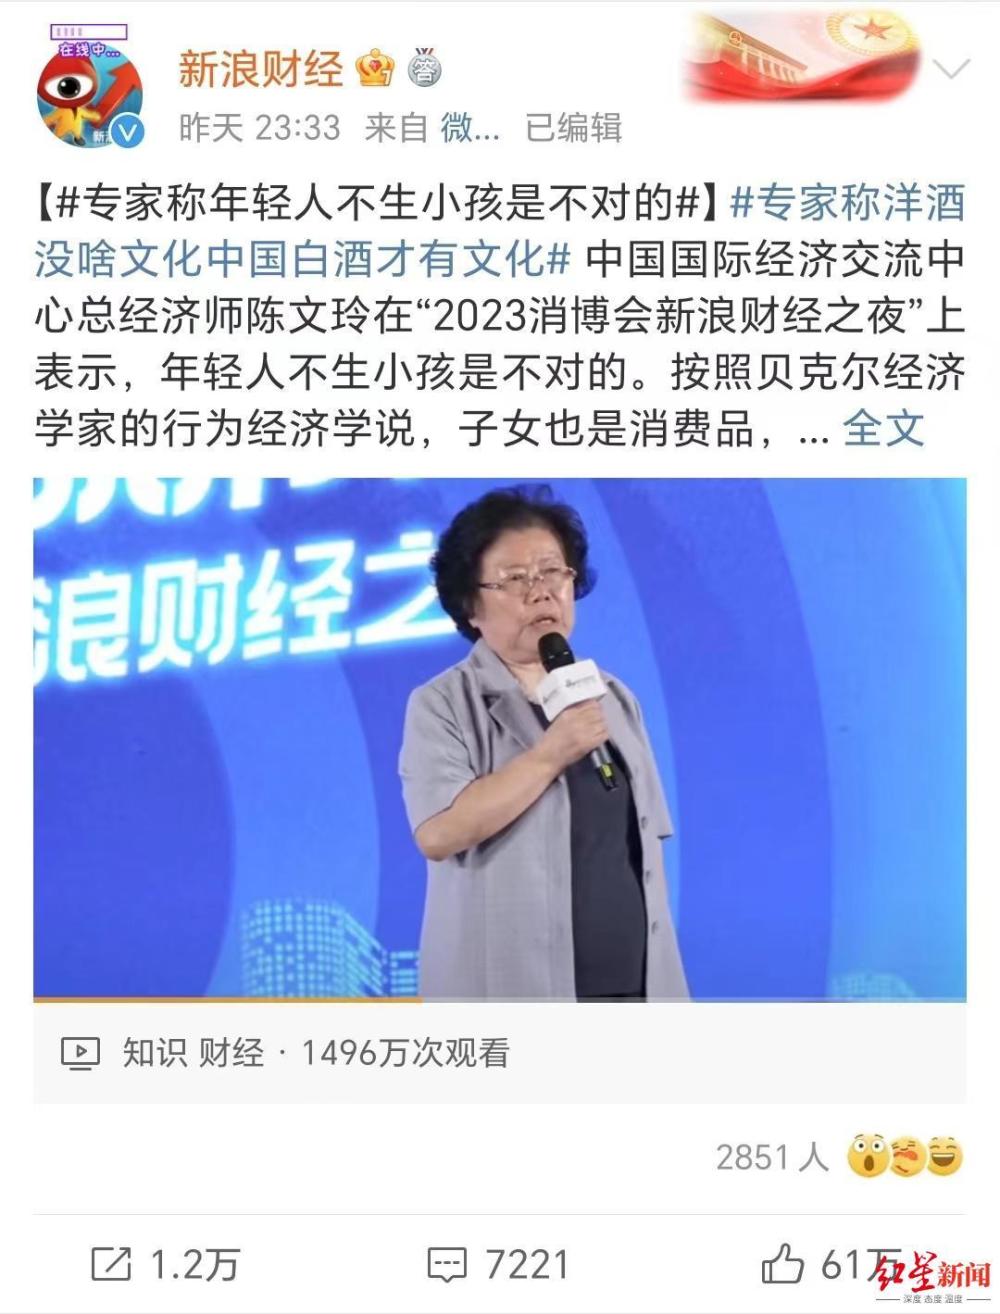 在线中...
新浪财经
昨天 23:33 来自 微... 已编辑
【#专家称年轻人不生小孩是不对的#】#专家称洋酒
没啥文化中国白酒才有文化# 中国国际经济交流中
心总经济师陈文玲在“2023消博会新浪财经之夜”上
表示，年轻人不生小孩是不对的。按照贝克尔经济
学家的行为经济学说，子女也是消费品，... 全文
浪财经之
知识 财经 · 1496万次观看
2851 人
1.2万 7221 61万
红星新闻
深度 态度 温度